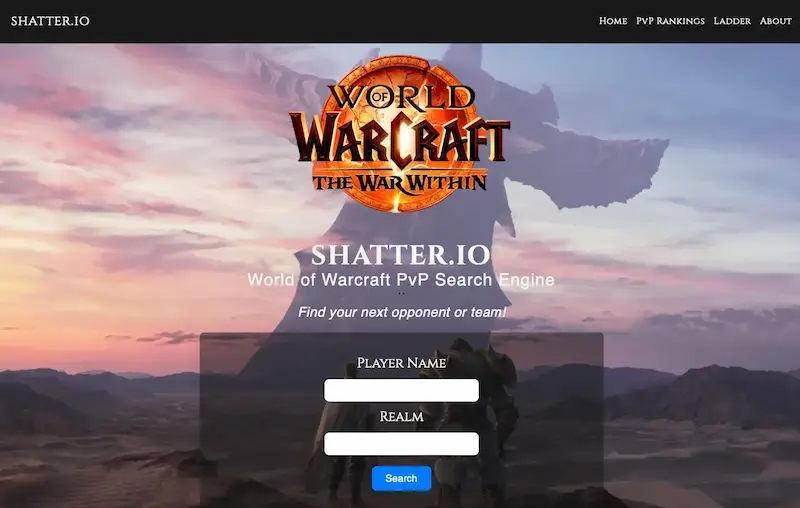 SHATTER.IO
Home PvP Rankings Ladder About
WORLD
OF
WARCRAFT
THE WAR WITHIN
SHATTER.IO
World of Warcraft PvP Search Engine
Find your next opponent or team!
Player Name
Realm
Search